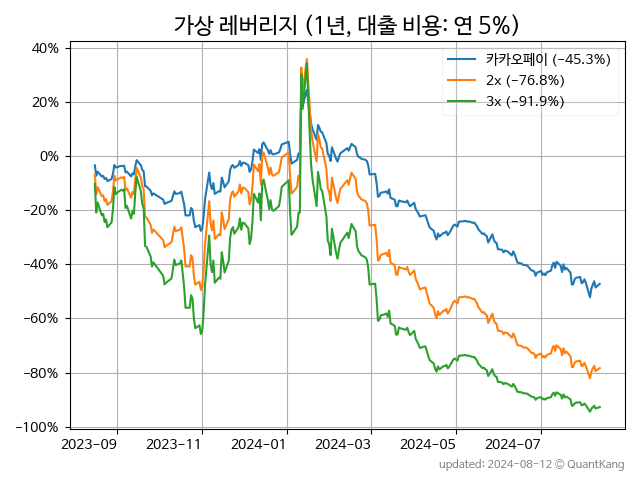 가상 레버리지 (1년, 대출 비용: 연 5%)
카카오페이 (−45.3%)
2x (−76.8%)
3x (−91.9%)
40%
20%
0%
−20%
−40%
−60%
−80%
−100%
2023-09 2023-11 2024-01 2024-03 2024-05 2024-07
updated: 2024-08-12 © QuantKang